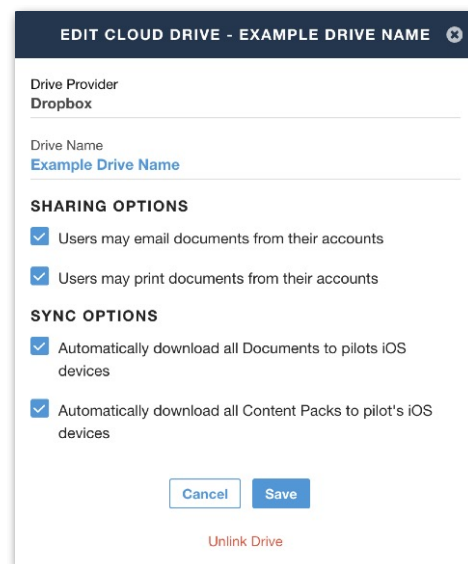 EDIT CLOUD DRIVE - EXAMPLE DRIVE NAME
Drive Provider
Dropbox
Drive Name
Example Drive Name
SHARING OPTIONS
Users may email documents from their accounts
Users may print documents from their accounts
SYNC OPTIONS
Automatically download all Documents to pilots iOS
devices
Automatically download all Content Packs to pilot's iOS
devices
Cancel Save
Unlink Drive